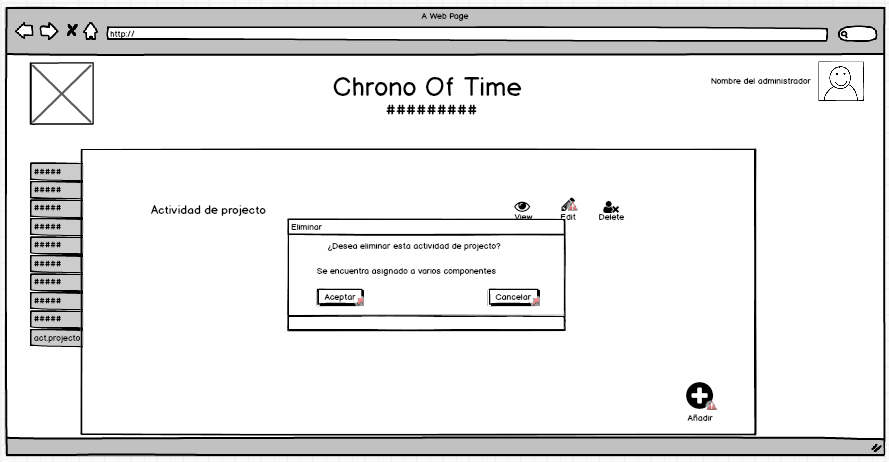 A Web Page
http://
Chrono Of Time
#########
Nombre del administrador
#####
#####
#####
#####
#####
#####
#####
#####
#####
act.projecto
Actividad de projecto
View
Edit
Delete
Eliminar
¿Desea eliminar esta actividad de projecto?
Se encuentra asignado a varios componentes
Aceptar
Cancelar
Añadir